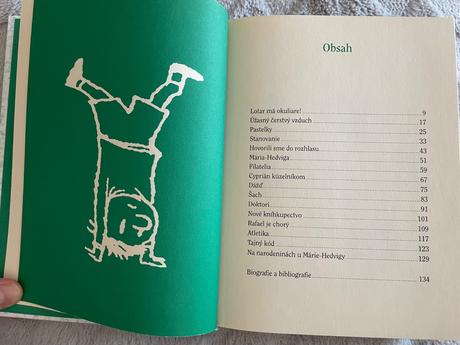 Obsah
Lotar má okuliare! 9
Úžasný čerstvý vzduch 17
Pastelky 25
Stanovanie 33
Hovorili sme do rozhlasu 43
Mária-Hedviga 51
Filatelia 59
Cyprián kúzelníkom 67
Dážď 75
Šach 83
Doktori 91
Nové kníhkupectvo 101
Rafael je chorý 109
Atletika 117
Tajný kód 123
Na narodeninách u Márie-Hedvigy 129
Biografie a bibliografie 134